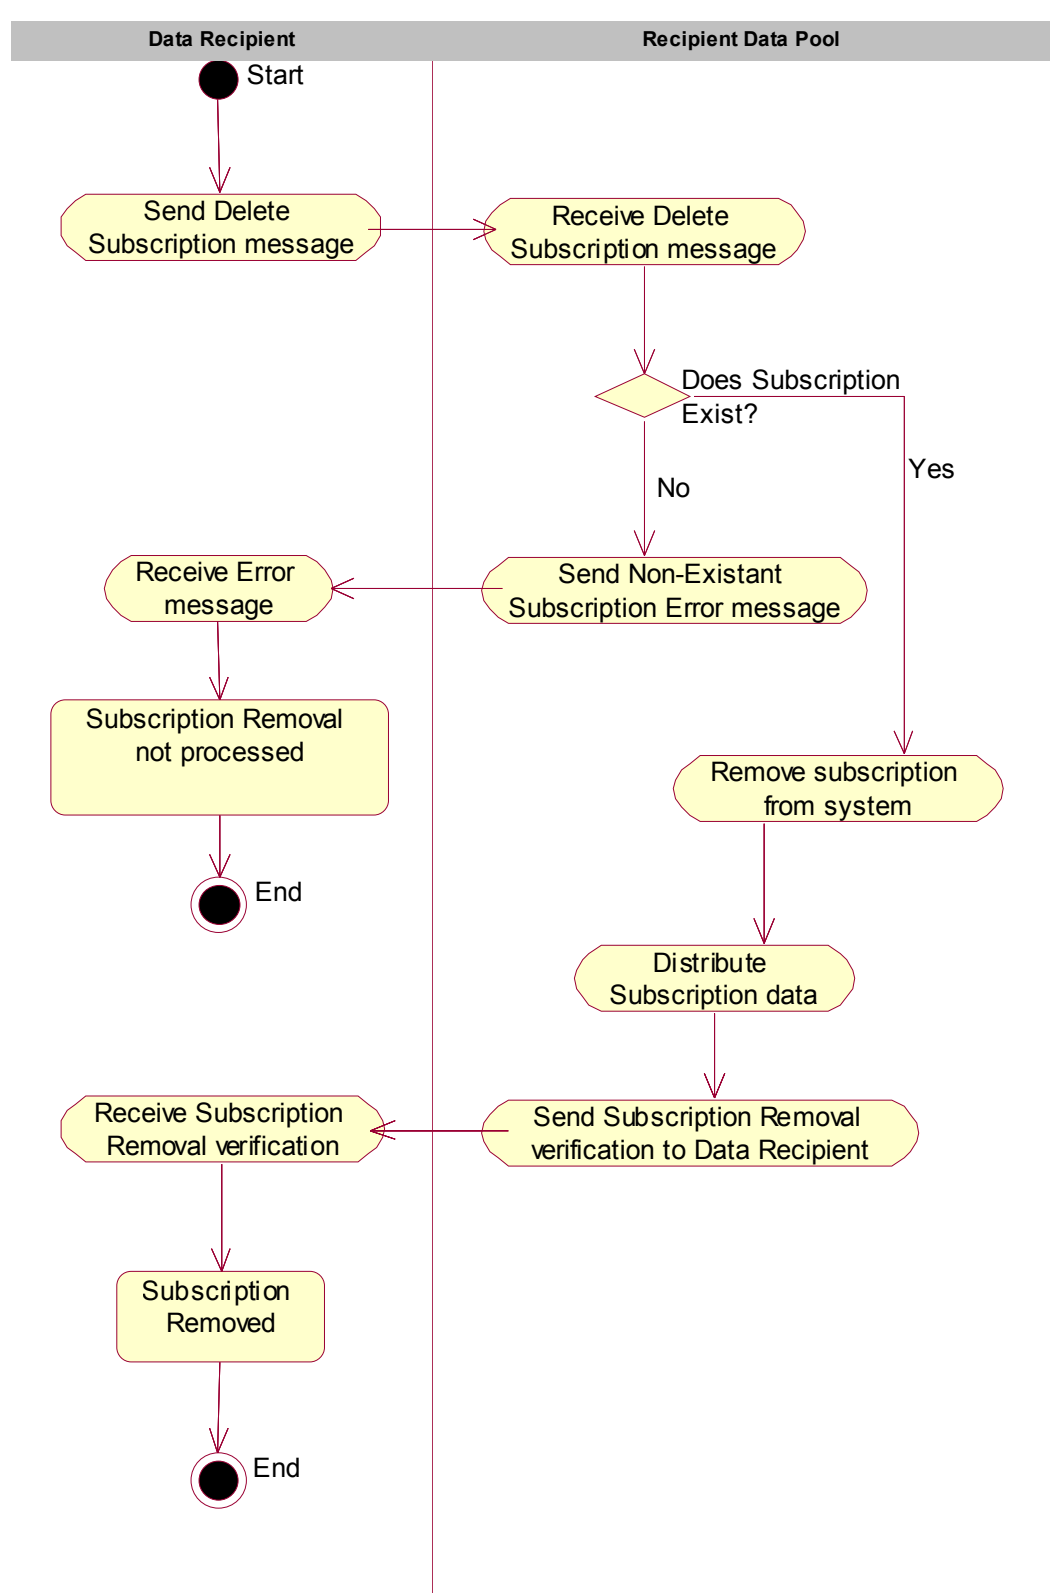 Data Recipient
Recipient Data Pool
Start
Send Delete
Subscription message
Receive Delete
Subscription message
Does Subscription
Exist?
Yes
No
Receive Error
message
Send Non-Existant
Subscription Error message
Subscription Removal
not processed
Remove subscription
from system
End
Distribute
Subscription data
Receive Subscription
Removal verification
Send Subscription Removal
verification to Data Recipient
Subscription
Removed
End